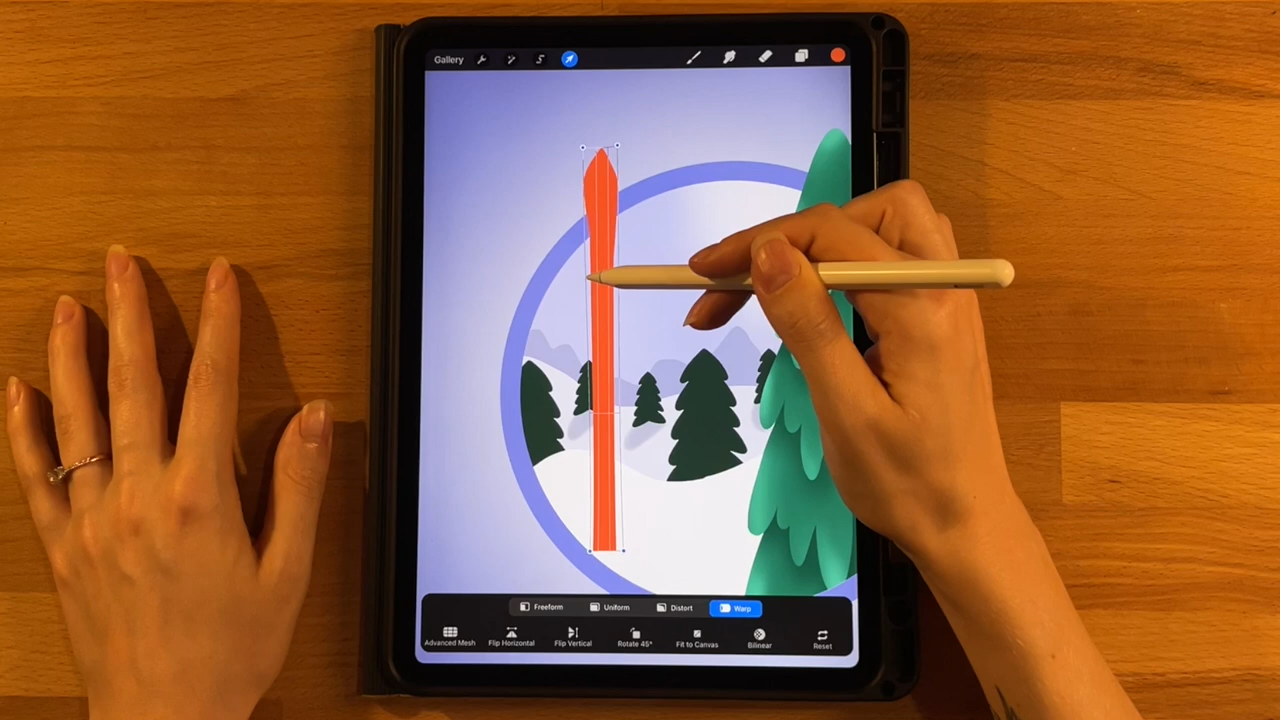 Gallery
Freeform Uniform Distort Warp
Advanced Mesh Flip Horizontal Flip Vertical Rotate 45° Fit to Canvas Bilinear Reset